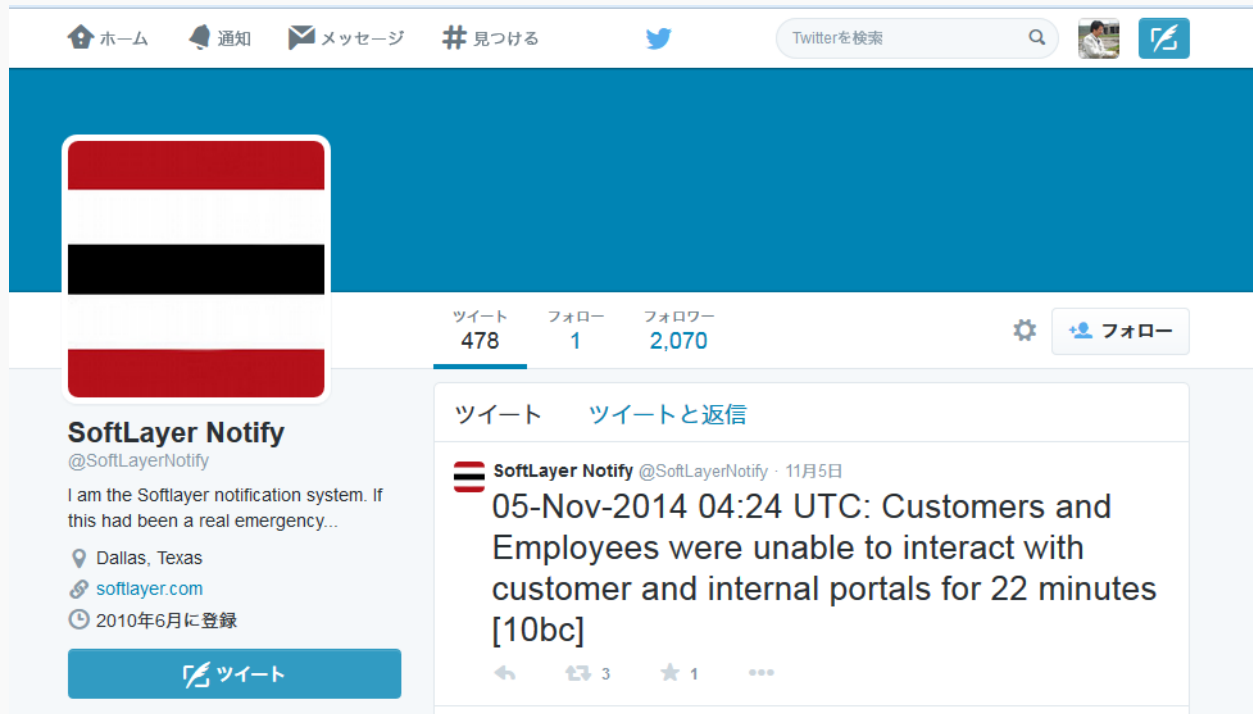 ホーム 通知 メッセージ 見つける Twitterを検索
ツイート フォロー フォロワー
478 1 2,070
フォロー
SoftLayer Notify
@SoftLayerNotify
I am the Softlayer notification system. If
this had been a real emergency...
Dallas, Texas
softlayer.com
2010年6月に登録
ツイート
ツイート ツイートと返信
SoftLayer Notify @SoftLayerNotify · 11月5日
05-Nov-2014 04:24 UTC: Customers and
Employees were unable to interact with
customer and internal portals for 22 minutes
[10bc]
3 1